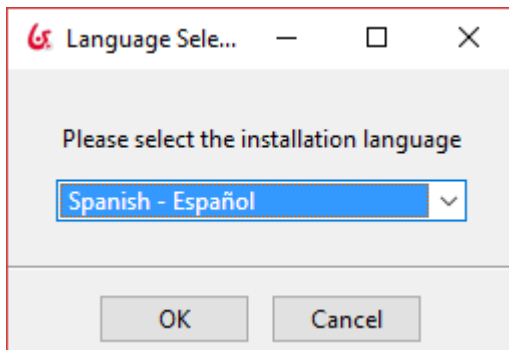 Language Sele...
Please select the installation language
Spanish - Español
OK
Cancel